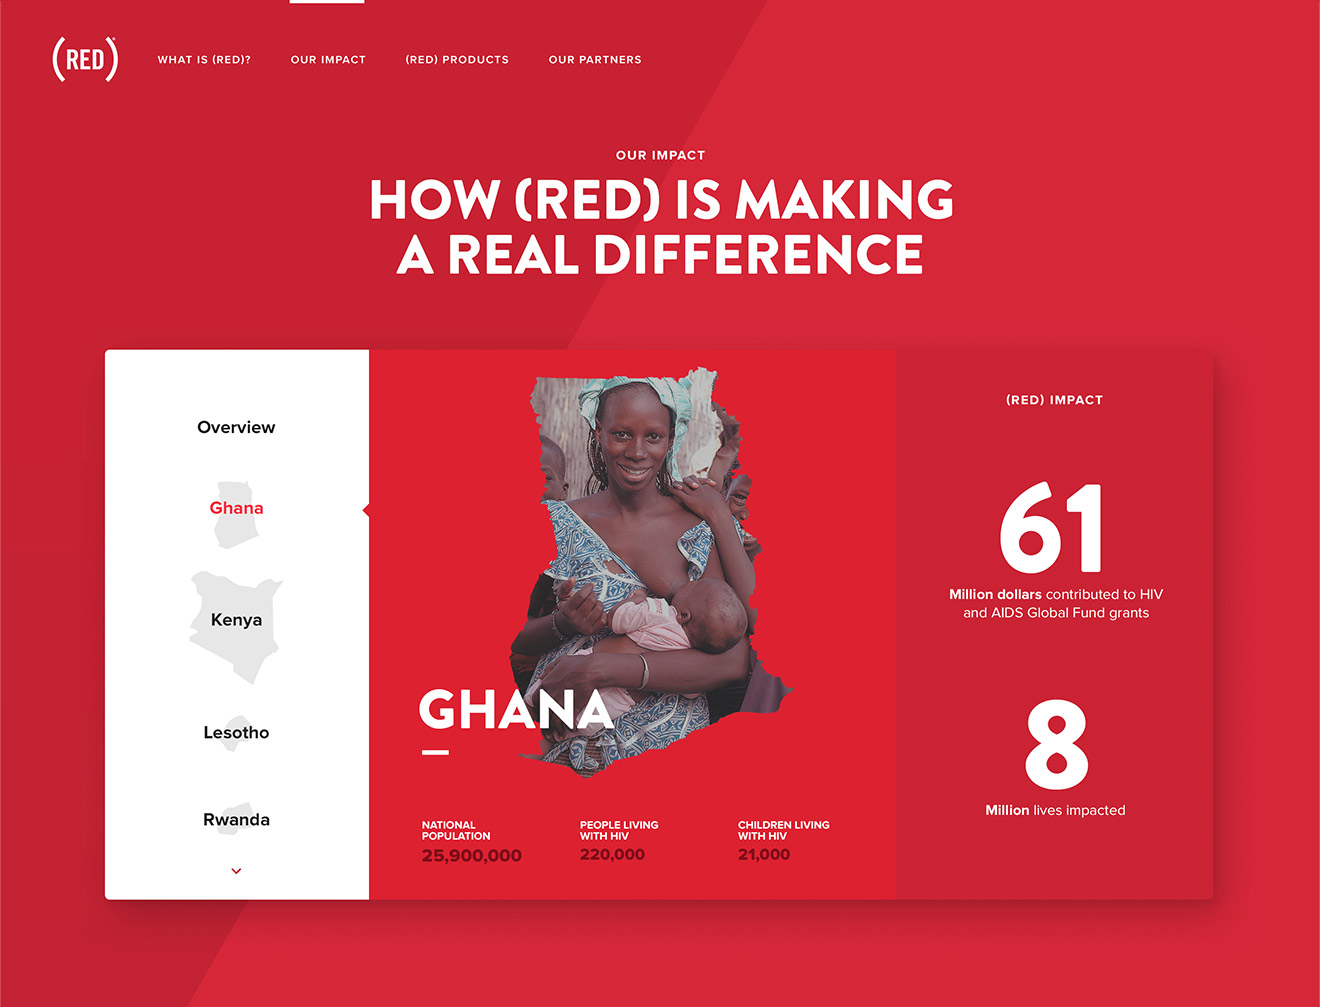 (RED)®
WHAT IS (RED)?
OUR IMPACT
(RED) PRODUCTS
OUR PARTNERS
OUR IMPACT
HOW (RED) IS MAKING
A REAL DIFFERENCE
Overview
Ghana
Kenya
Lesotho
Rwanda
GHANA
NATIONAL
POPULATION
25,900,000
PEOPLE LIVING
WITH HIV
220,000
CHILDREN LIVING
WITH HIV
21,000
(RED) IMPACT
61
Million dollars contributed to HIV
and AIDS Global Fund grants
8
Million lives impacted